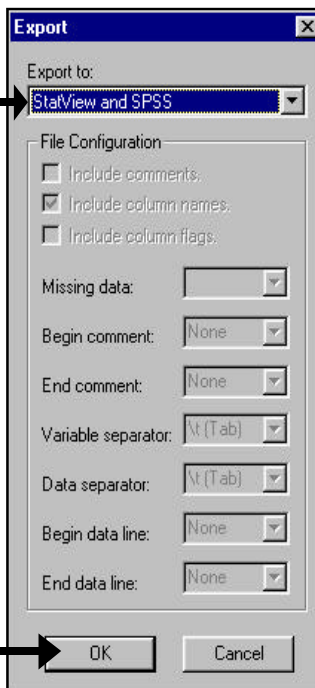 Export
Export to:
StatView and SPSS
File Configuration
Include comments.
Include column names.
Include column flags.
Missing data:
Begin comment: None
End comment: None
Variable separator: \t (Tab)
Data separator: \t (Tab)
Begin data line: None
End data line: None
OK Cancel